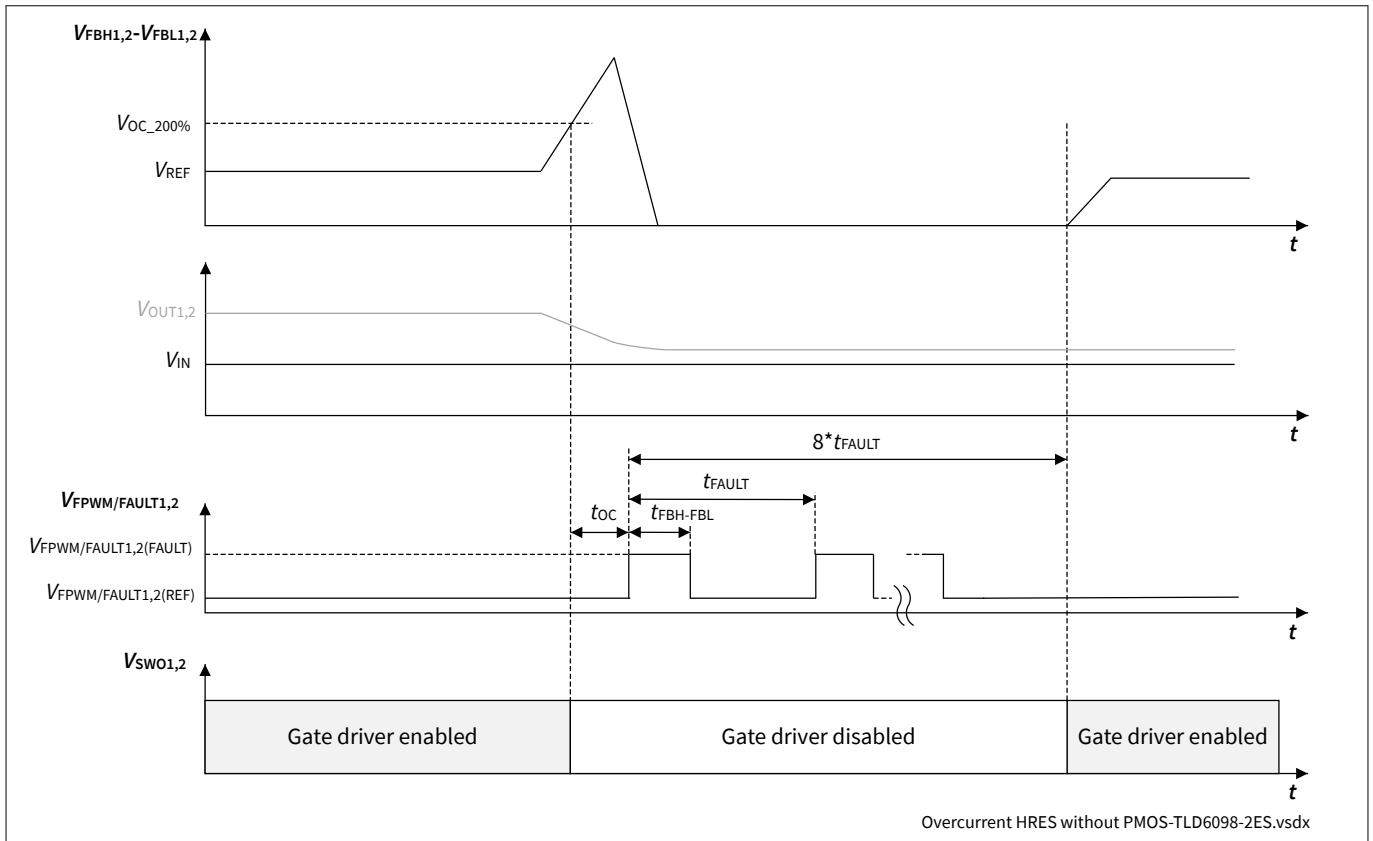 VFBH1,2-VFBL1,2
VOC_200%
VREF
t
VOUT1,2
VIN
t
8*tFAULT
tFAULT
VFPWM/FAULT1,2
tOC
tFBH-FBL
VFPWM/FAULT1,2(FAULT)
VFPWM/FAULT1,2(REF)
t
VSWO1,2
Gate driver enabled
Gate driver disabled
Gate driver enabled
t
Overcurrent HRES without PMOS-TLD6098-2ES.vsdx